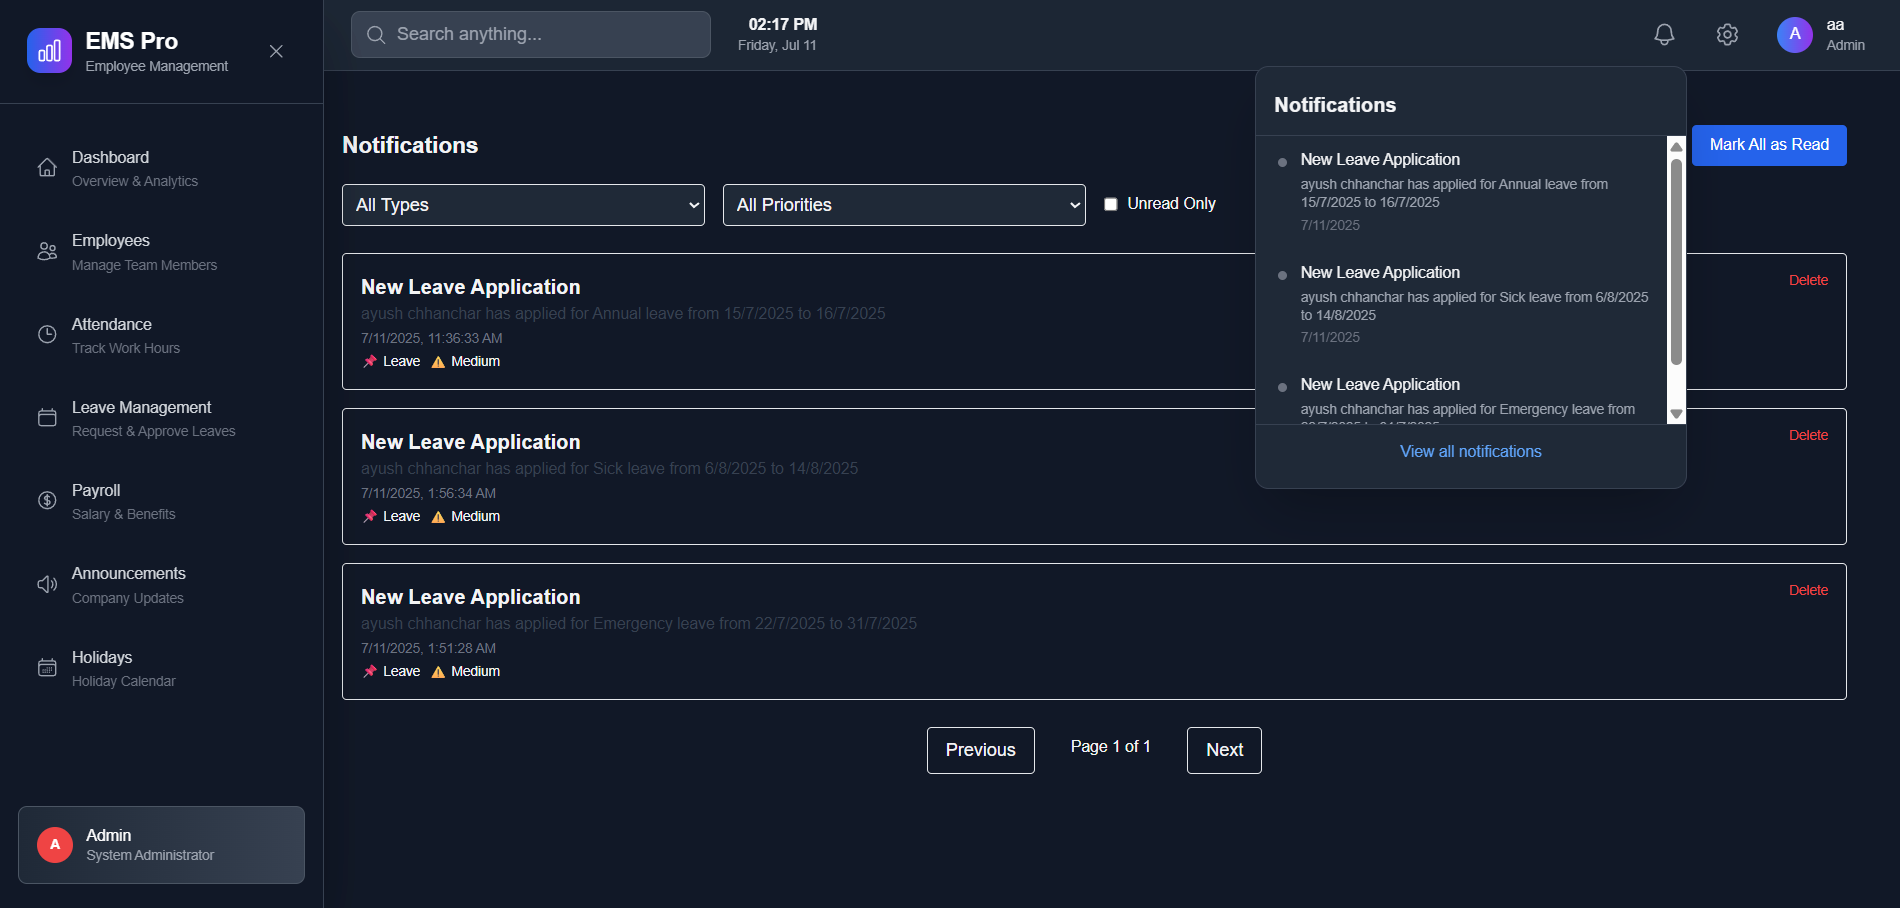 EMS Pro
Employee Management
Dashboard
Overview & Analytics
Employees
Manage Team Members
Attendance
Track Work Hours
Leave Management
Request & Approve Leaves
Payroll
Salary & Benefits
Announcements
Company Updates
Holidays
Holiday Calendar
A
Admin
System Administrator
Search anything...
02:17 PM
Friday, Jul 11
A
aa
Admin
Notifications
Mark All as Read
All Types
All Priorities
Unread Only
New Leave Application
ayush chhanchar has applied for Annual leave from 15/7/2025 to 16/7/2025
7/11/2025, 11:36:33 AM
Leave Medium
Delete
New Leave Application
ayush chhanchar has applied for Sick leave from 6/8/2025 to 14/8/2025
7/11/2025, 1:56:34 AM
Leave Medium
Delete
New Leave Application
ayush chhanchar has applied for Emergency leave from 22/7/2025 to 31/7/2025
7/11/2025, 1:51:28 AM
Leave Medium
Delete
Previous
Page 1 of 1
Next
Notifications
New Leave Application
ayush chhanchar has applied for Annual leave from
15/7/2025 to 16/7/2025
7/11/2025
New Leave Application
ayush chhanchar has applied for Sick leave from 6/8/2025
to 14/8/2025
7/11/2025
New Leave Application
ayush chhanchar has applied for Emergency leave from
View all notifications